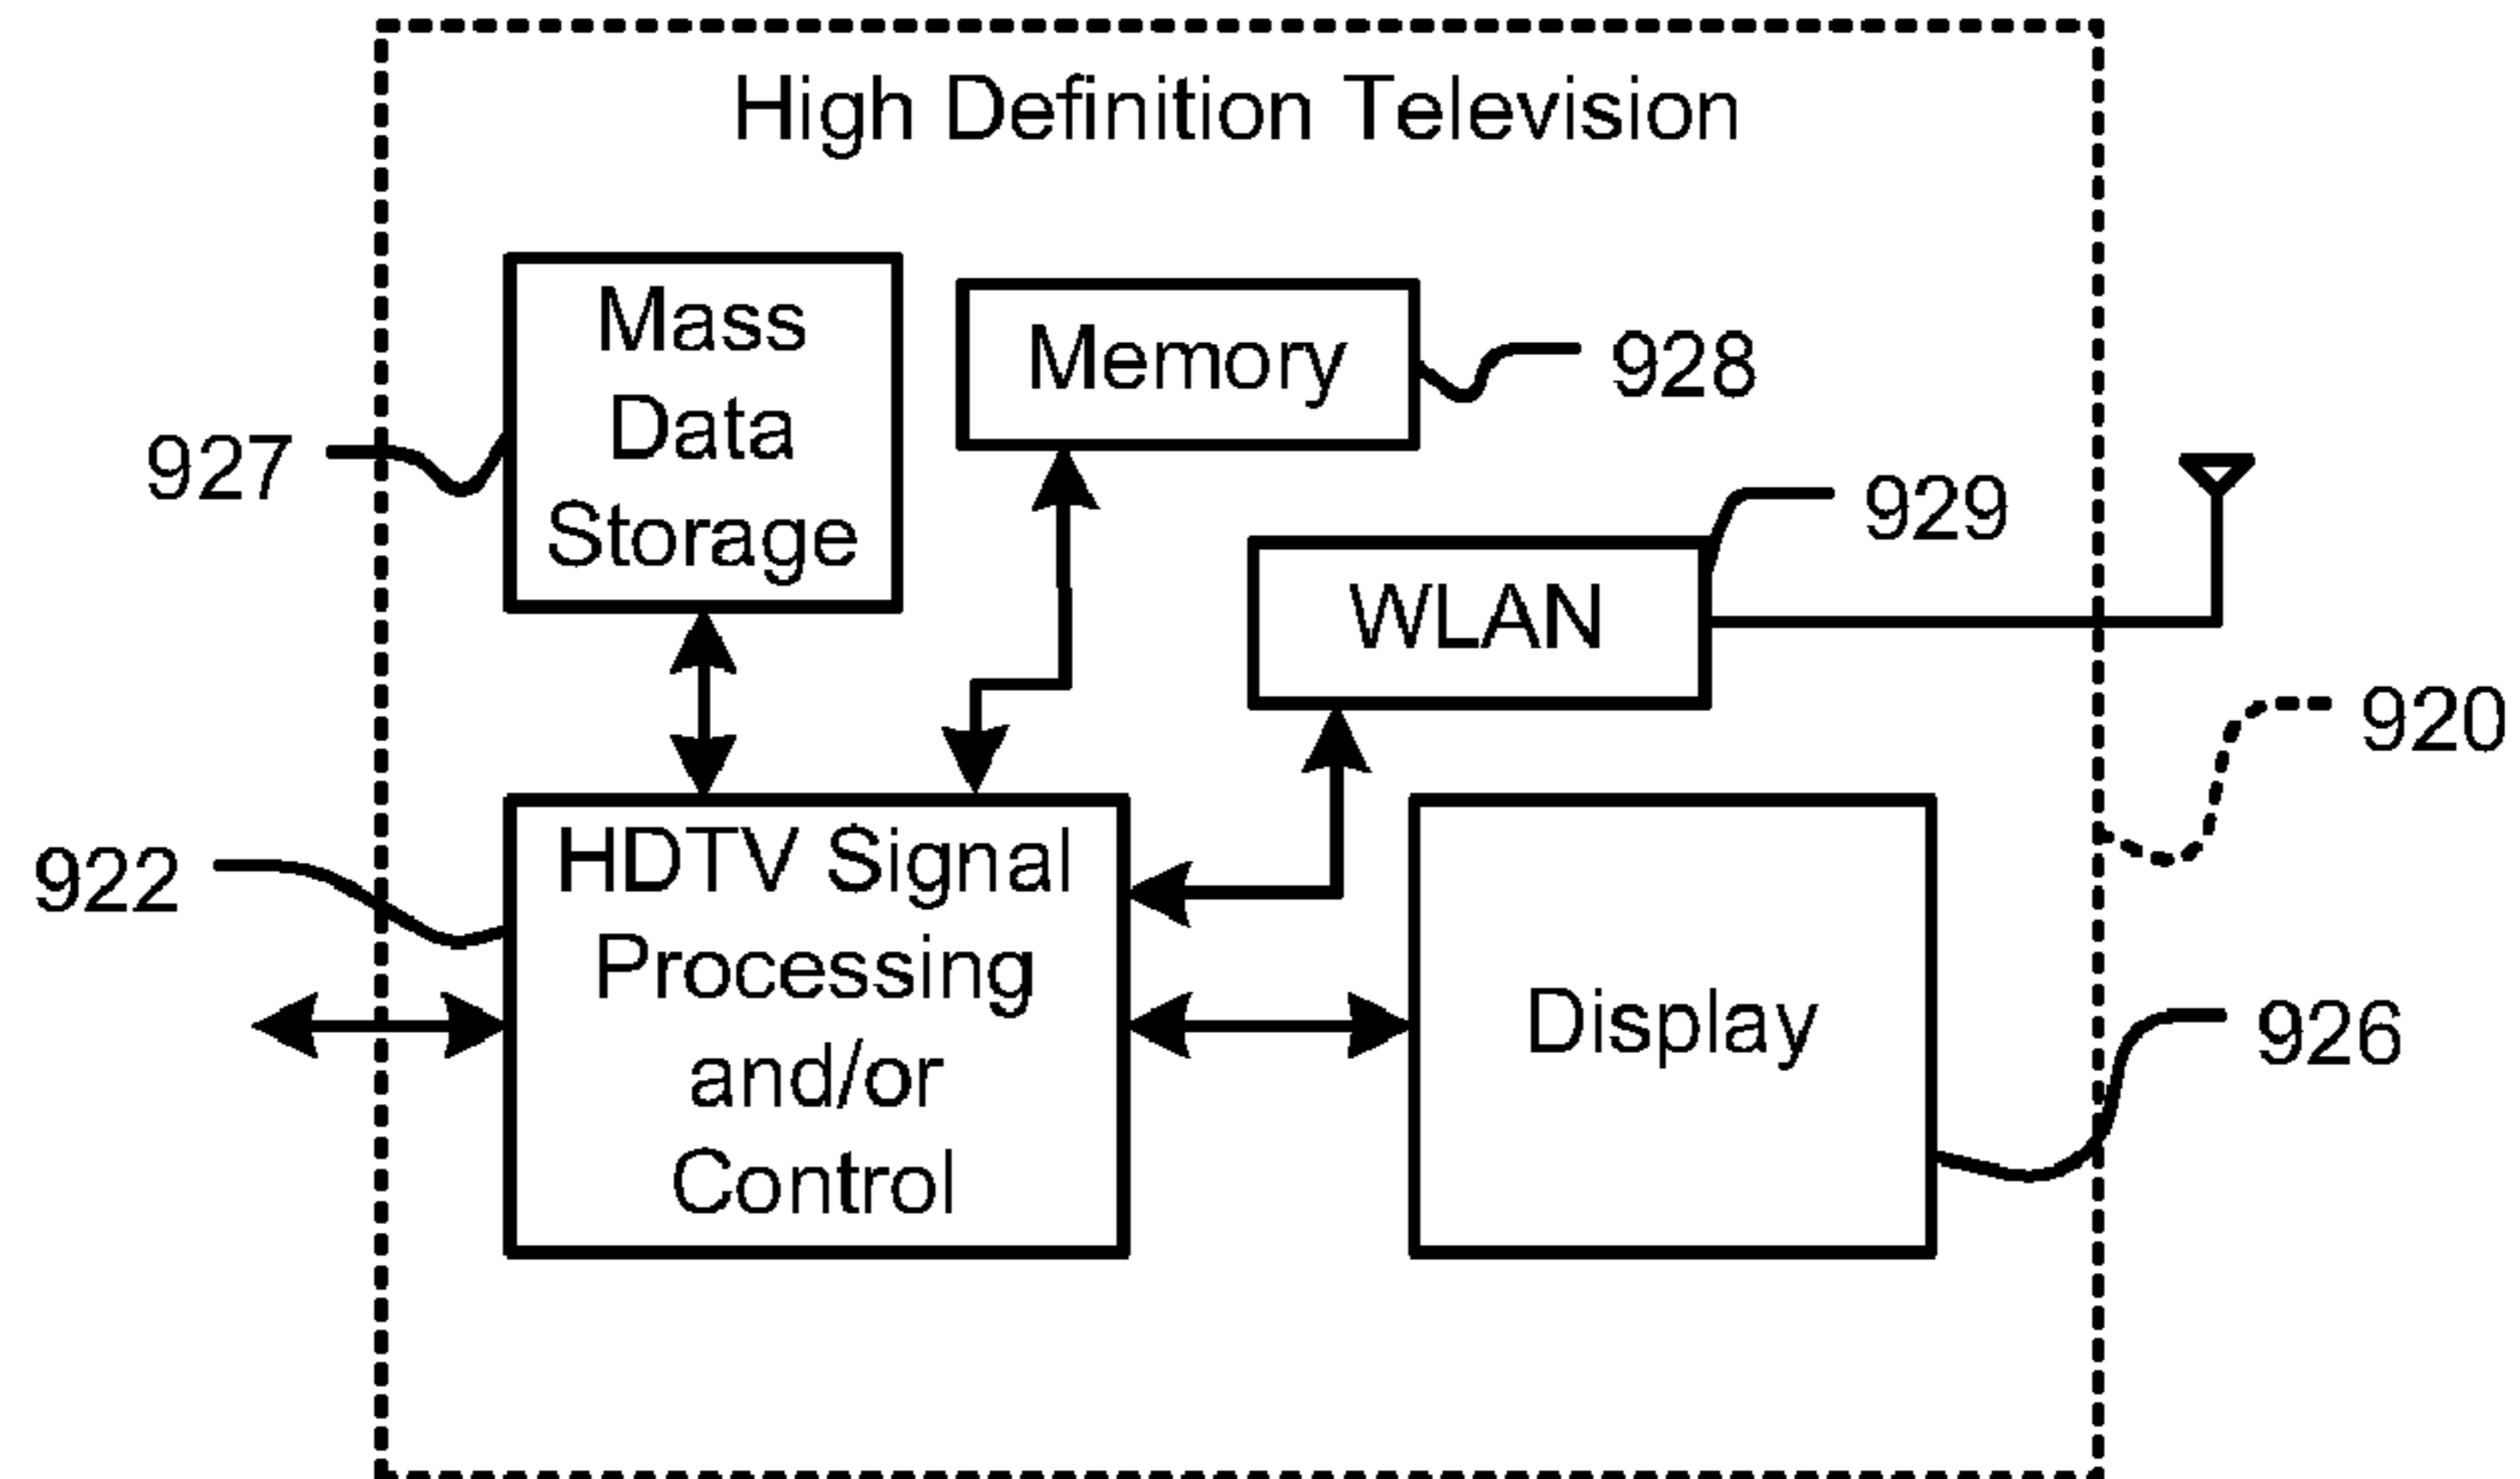 High Definition Television
Mass
Data
Storage
Memory
928
927
929
WLAN
920
HDTV Signal
Processing
and/or
Control
922
Display
926